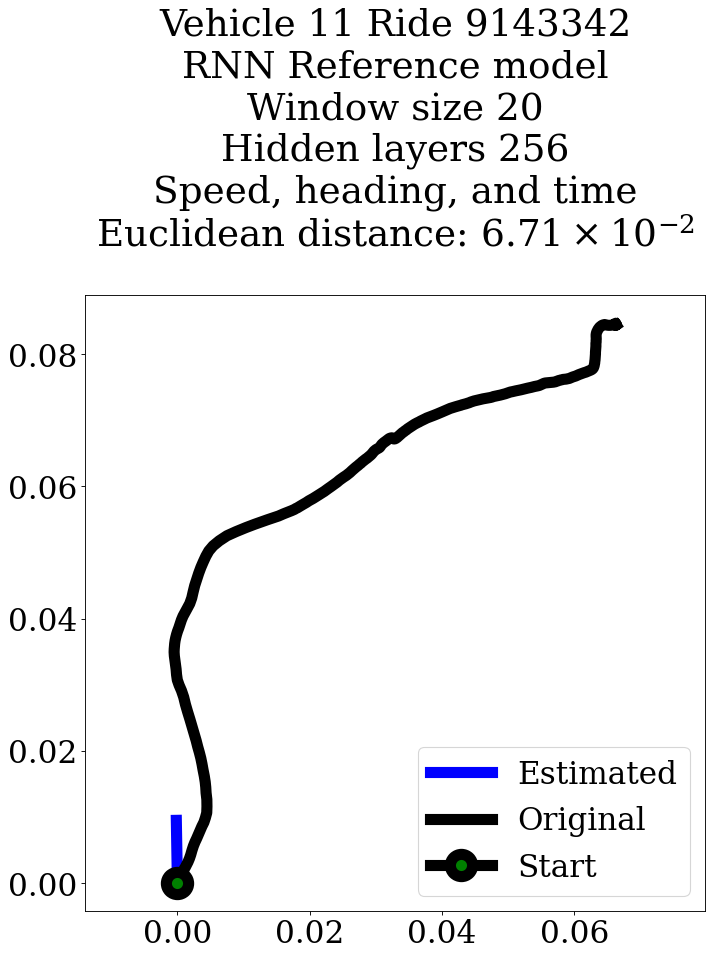 Vehicle 11 Ride 9143342
RNN Reference model
Window size 20
Hidden layers 256
Speed, heading, and time
Euclidean distance: 6.71 × 10⁻²
0.08
0.06
0.04
0.02
0.00
Estimated
Original
Start
0.00 0.02 0.04 0.06